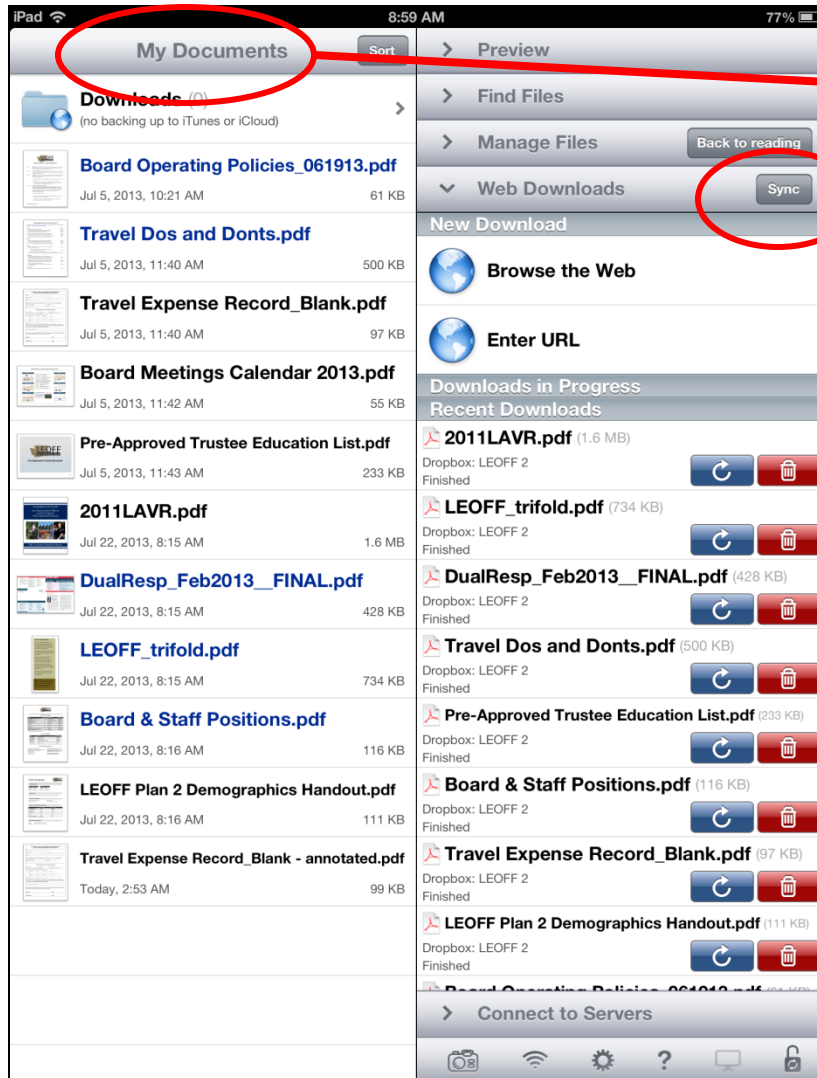 iPad 8:59 AM 77%
My Documents Sort
Downloads (0)
(no backing up to iTunes or iCloud)
Board Operating Policies_061913.pdf
Jul 5, 2013, 10:21 AM 61 KB
Travel Dos and Donts.pdf
Jul 5, 2013, 11:40 AM 500 KB
Travel Expense Record_Blank.pdf
Jul 5, 2013, 11:40 AM 97 KB
Board Meetings Calendar 2013.pdf
Jul 5, 2013, 11:42 AM 55 KB
Pre-Approved Trustee Education List.pdf
Jul 5, 2013, 11:43 AM 233 KB
2011LAVR.pdf
Jul 22, 2013, 8:15 AM 1.6 MB
DualResp_Feb2013__FINAL.pdf
Jul 22, 2013, 8:15 AM 428 KB
LEOFF_trifold.pdf
Jul 22, 2013, 8:15 AM 734 KB
Board & Staff Positions.pdf
Jul 22, 2013, 8:16 AM 116 KB
LEOFF Plan 2 Demographics Handout.pdf
Jul 22, 2013, 8:16 AM 111 KB
Travel Expense Record_Blank - annotated.pdf
Today, 2:53 AM 99 KB
Preview
Find Files
Manage Files Back to reading
Web Downloads Sync
New Download
Browse the Web
Enter URL
Downloads in Progress
Recent Downloads
2011LAVR.pdf (1.6 MB)
Dropbox: LEOFF 2
Finished
LEOFF_trifold.pdf (734 KB)
Dropbox: LEOFF 2
Finished
DualResp_Feb2013__FINAL.pdf (428 KB)
Dropbox: LEOFF 2
Finished
Travel Dos and Donts.pdf (500 KB)
Dropbox: LEOFF 2
Finished
Pre-Approved Trustee Education List.pdf (233 KB)
Dropbox: LEOFF 2
Finished
Board & Staff Positions.pdf (116 KB)
Dropbox: LEOFF 2
Finished
Travel Expense Record_Blank.pdf (97 KB)
Dropbox: LEOFF 2
Finished
LEOFF Plan 2 Demographics Handout.pdf (111 KB)
Dropbox: LEOFF 2
Finished
Board Operating Policies_061913.pdf (61 KB)
Connect to Servers
?